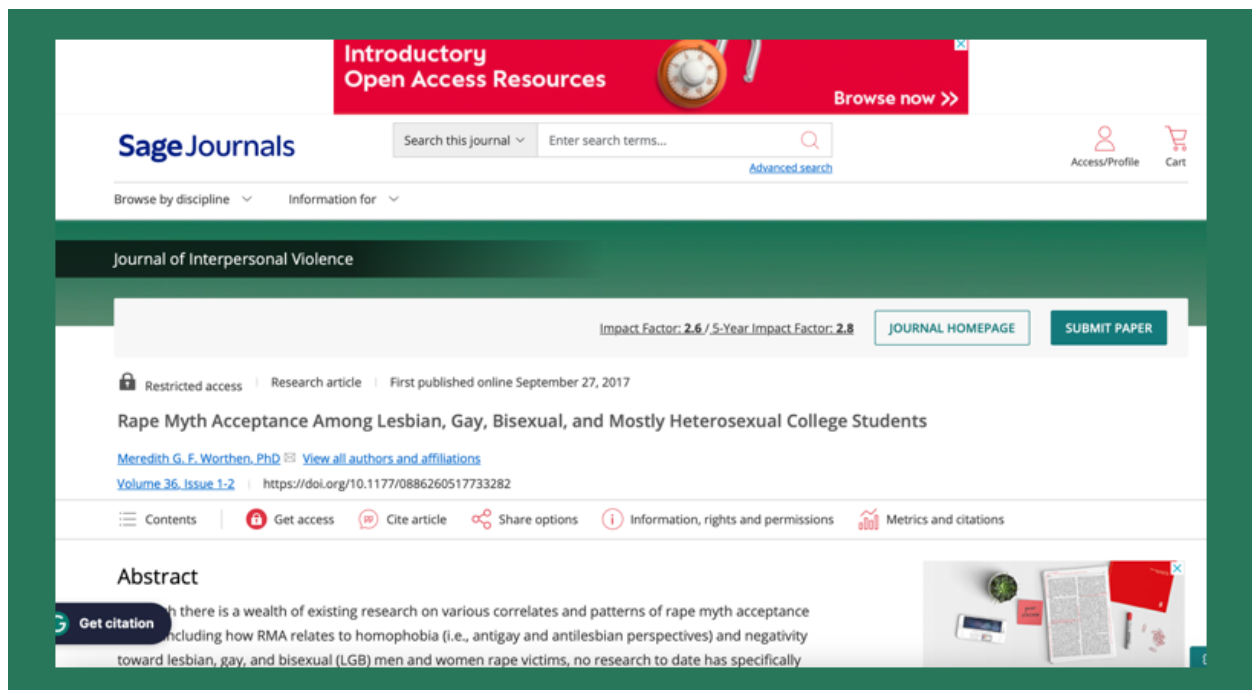 Introductory
Open Access Resources
Browse now >>
Sage Journals
Search this journal
Enter search terms...
Advanced search
Access/Profile
Cart
Browse by discipline
Information for
Journal of Interpersonal Violence
Impact Factor: 2.6 / 5-Year Impact Factor: 2.8
JOURNAL HOMEPAGE
SUBMIT PAPER
Restricted access
Research article
First published online September 27, 2017
Rape Myth Acceptance Among Lesbian, Gay, Bisexual, and Mostly Heterosexual College Students
Meredith G. F. Worthen, PhD
View all authors and affiliations
Volume 36, Issue 1-2
https://doi.org/10.1177/0886260517733282
Contents
Get access
Cite article
Share options
Information, rights and permissions
Metrics and citations
Abstract
there is a wealth of existing research on various correlates and patterns of rape myth acceptance
Get citation
including how RMA relates to homophobia (i.e., antigay and antilesbian perspectives) and negativity
toward lesbian, gay, and bisexual (LGB) men and women rape victims, no research to date has specifically